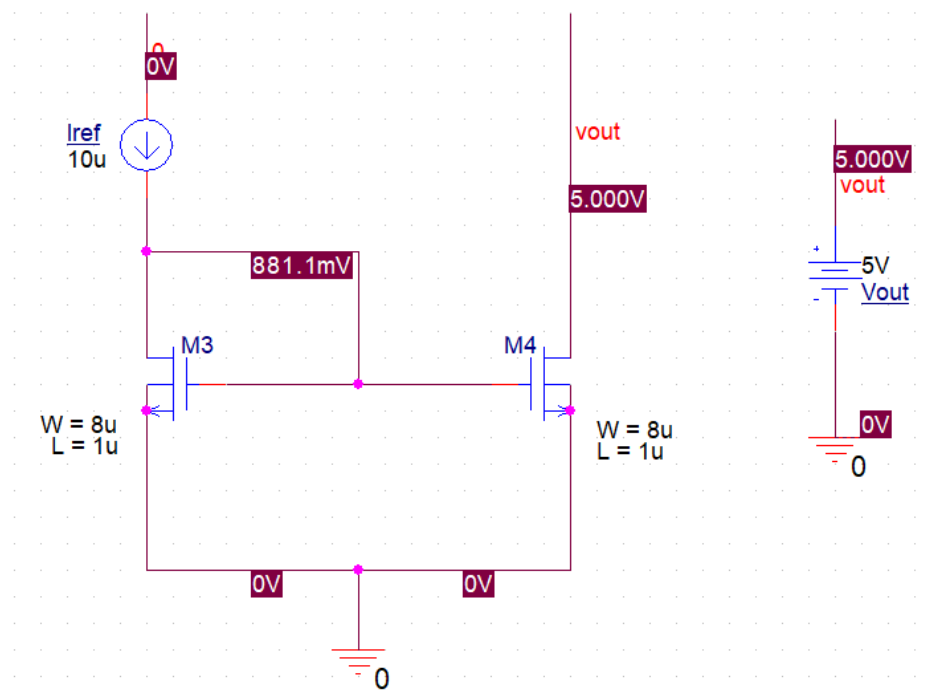 0
0V
Iref
10u
vout
5.000V
5.000V
vout
881.1mV
+
5V
-
Vout
M3
M4
W = 8u
L = 1u
W = 8u
L = 1u
0V
0
0V
0V
0